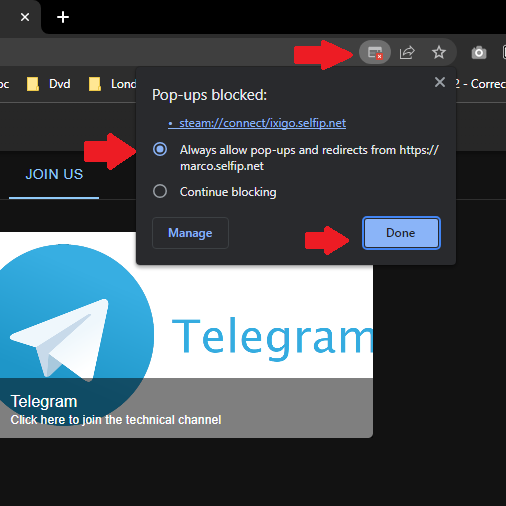 oc
Dvd
Lond
2 - Correc
Pop-ups blocked:
• steam://connect/ixigo.selfip.net
Always allow pop-ups and redirects from https://
marco.selfip.net
Continue blocking
Manage
Done
JOIN US
Telegram
Telegram
Click here to join the technical channel